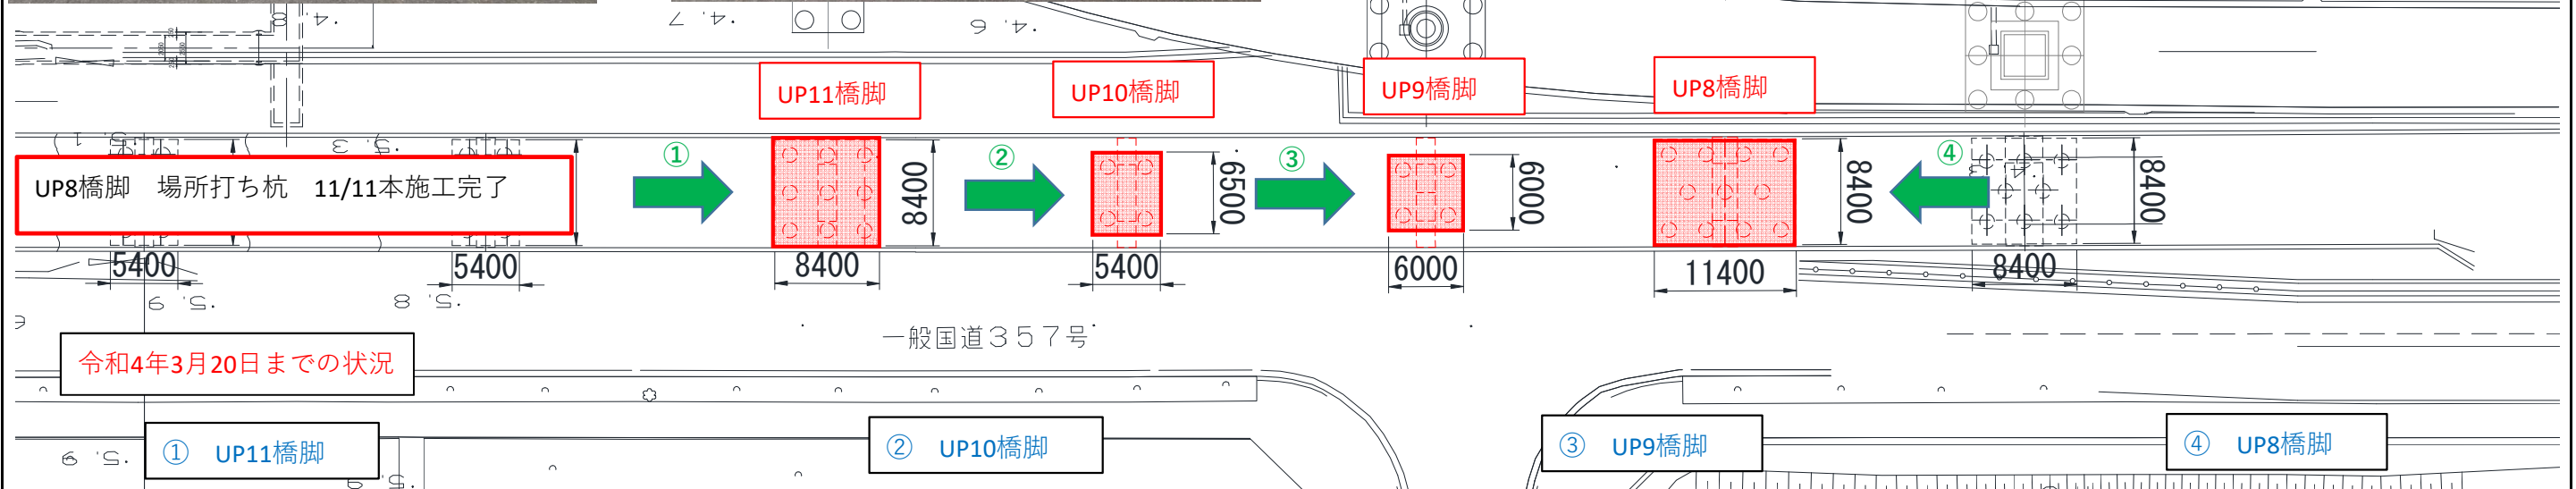 UP11橋脚
UP10橋脚
UP9橋脚
UP8橋脚
①
②
③
④
UP8橋脚　場所打ち杭　11/11本施工完了
8400
6500
6000
8400
8400
5400
5400
8400
5400
6000
11400
8400
一般国道357号
令和4年3月20日までの状況
①　UP11橋脚
②　UP10橋脚
③　UP9橋脚
④　UP8橋脚